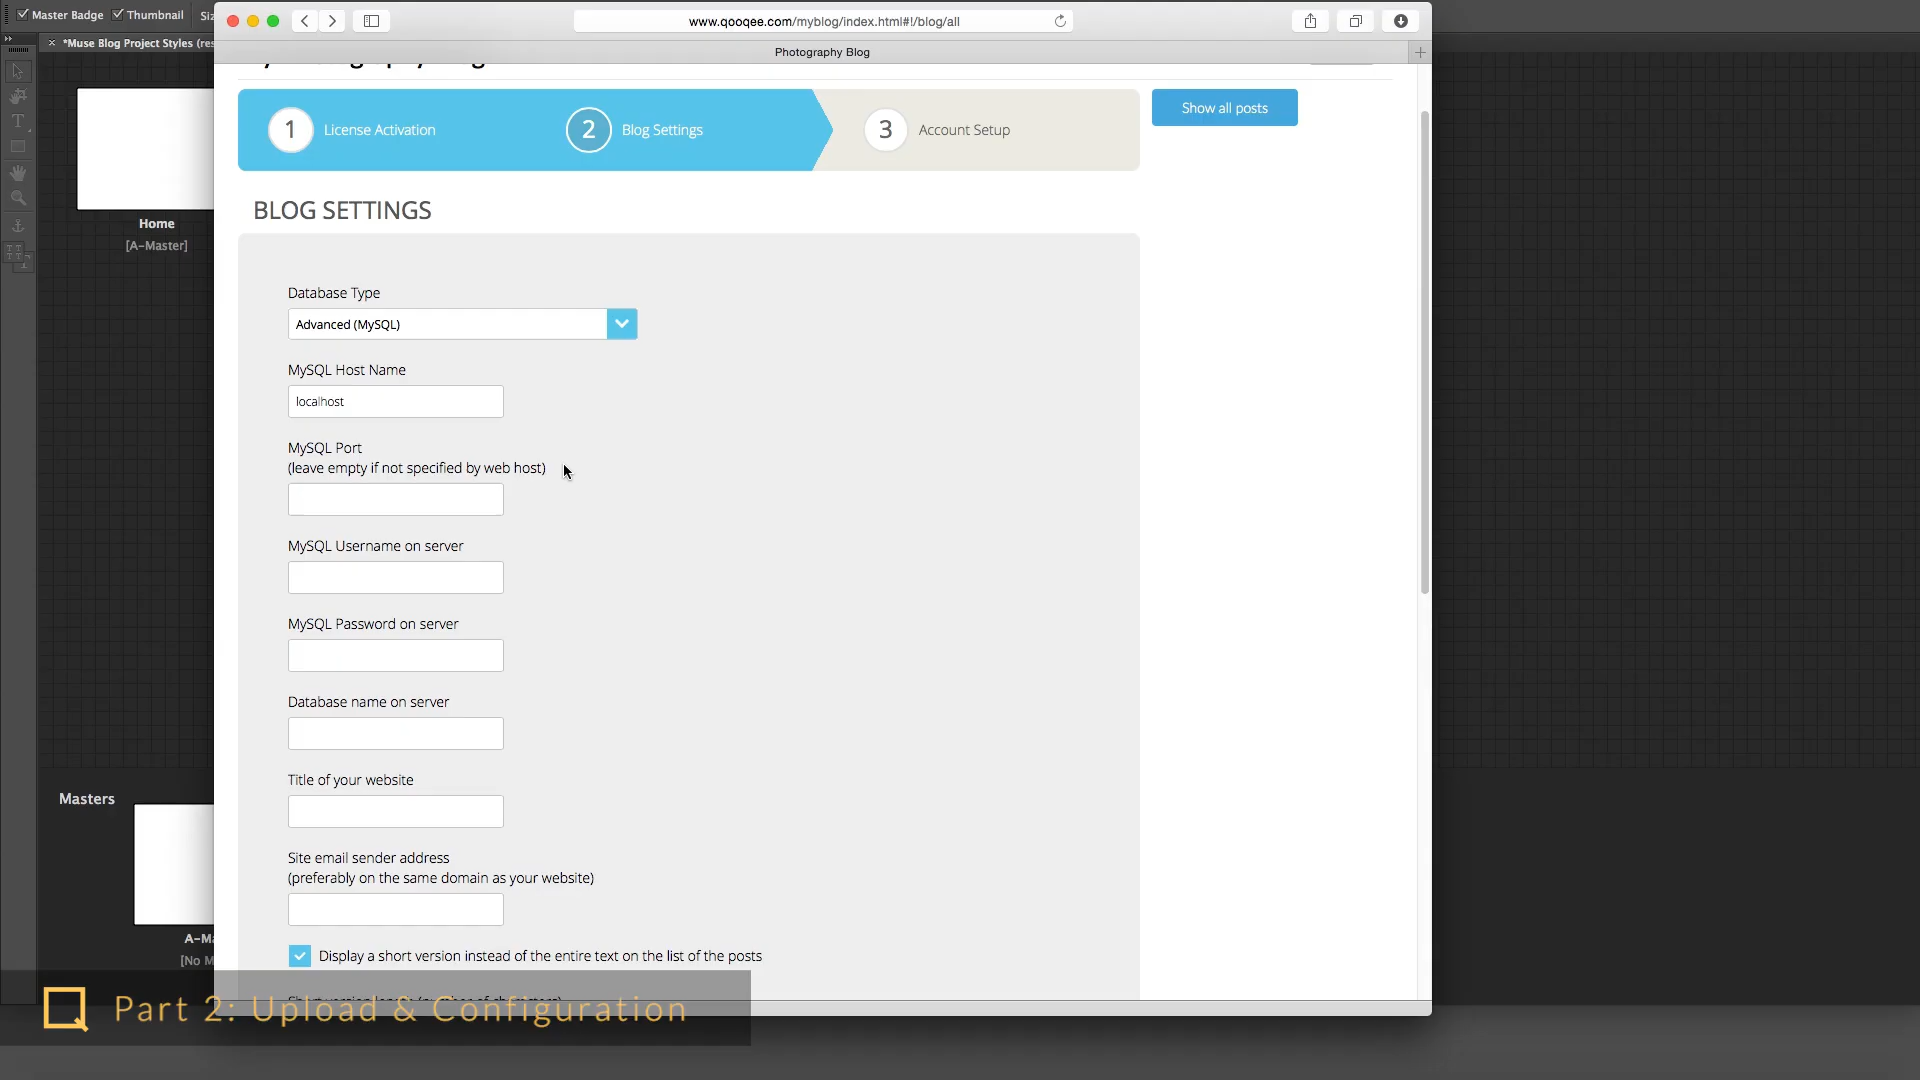 Master Badge
Thumbnail
www.qooqee.com/myblog/index.html#!/blog/all
*Muse Blog Project Styles (res
Photography Blog
1 License Activation
2 Blog Settings
3 Account Setup
Show all posts
BLOG SETTINGS
Home
[A-Master]
Database Type
Advanced (MySQL)
MySQL Host Name
localhost
MySQL Port
(leave empty if not specified by web host)
MySQL Username on server
MySQL Password on server
Database name on server
Title of your website
Masters
Site email sender address
(preferably on the same domain as your website)
A-Ma
[No M
Display a short version instead of the entire text on the list of the posts
Part 2: Upload & Configuration